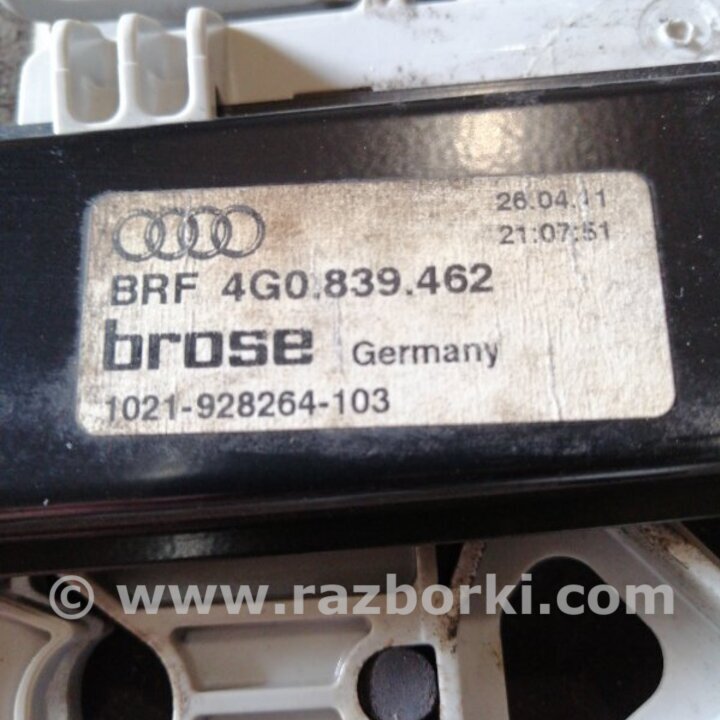 26.04.11
21:07:51
BRF 4G0.839.462
brose Germany
1021-928264-103
© www.razborki.com